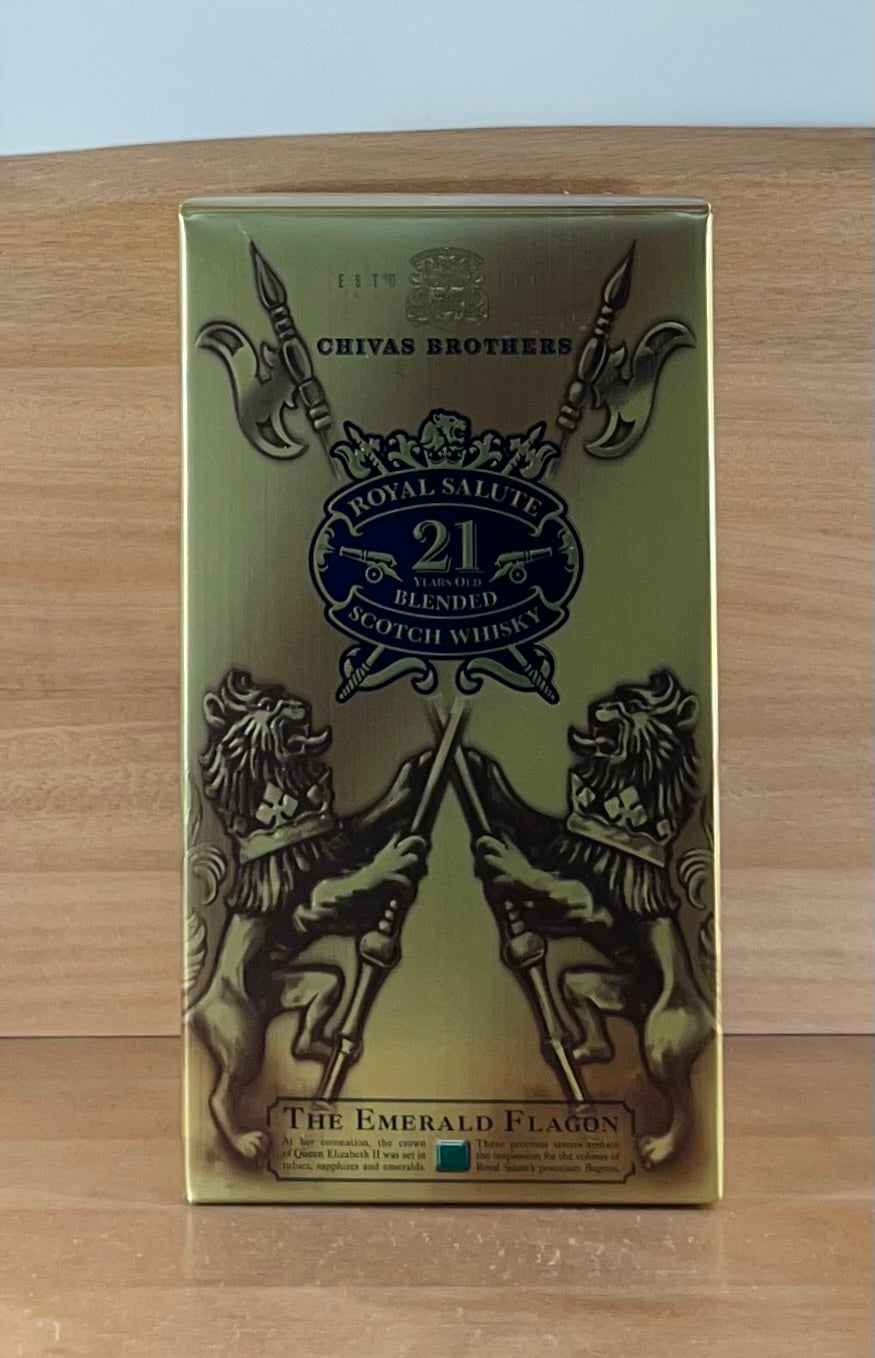 ESTD
CHIVAS BROTHERS
ROYAL SALUTE
21
YEARS OLD
BLENDED
SCOTCH WHISKY
THE EMERALD FLAGON
At her coronation, the crown
of Queen Elizabeth II was set in
rubies, sapphires and emeralds.
These precious stones remain
the inspiration for the colours of
Royal Salute's porcelain flagons.